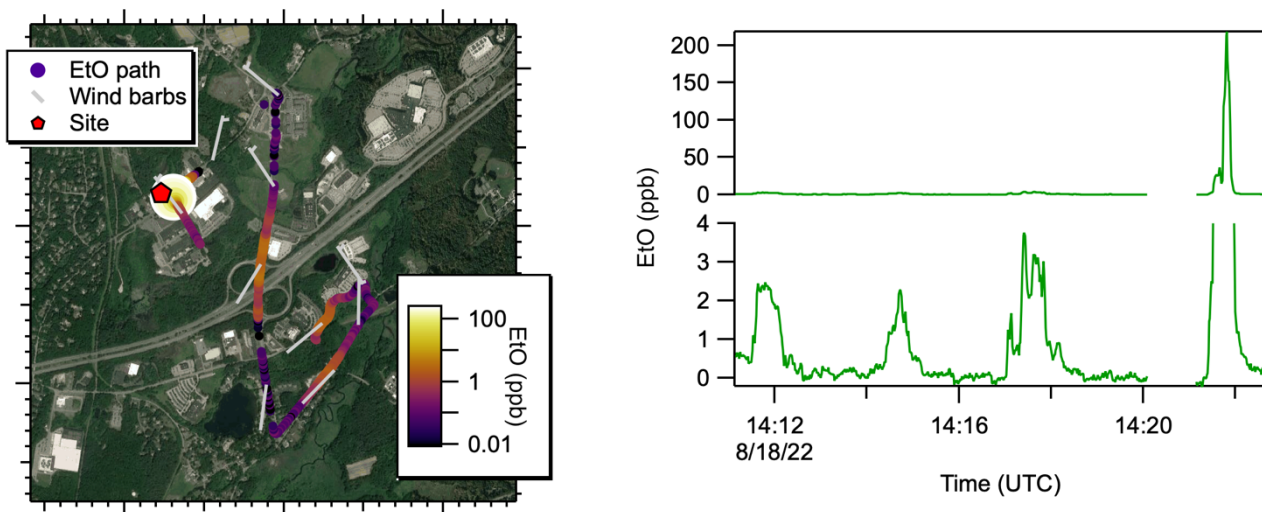 EtO path
Wind barbs
Site
100
1
0.01
EtO (ppb)
200
150
100
50
0
4
3
2
1
0
EtO (ppb)
14:12
14:16
14:20
8/18/22
Time (UTC)